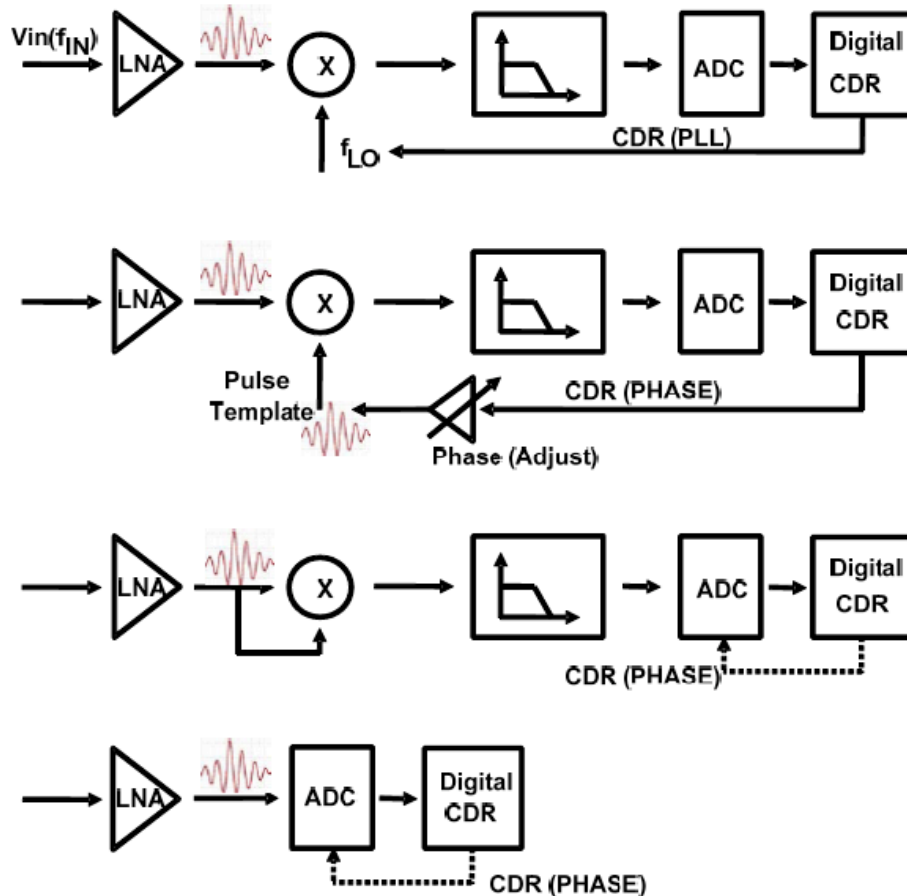 Vin(fIN)
LNA
X
ADC
Digital
CDR
CDR (PLL)
fLO
LNA
X
ADC
Digital
CDR
Pulse
Template
CDR (PHASE)
Phase (Adjust)
LNA
X
ADC
Digital
CDR
CDR (PHASE)
LNA
ADC
Digital
CDR
CDR (PHASE)